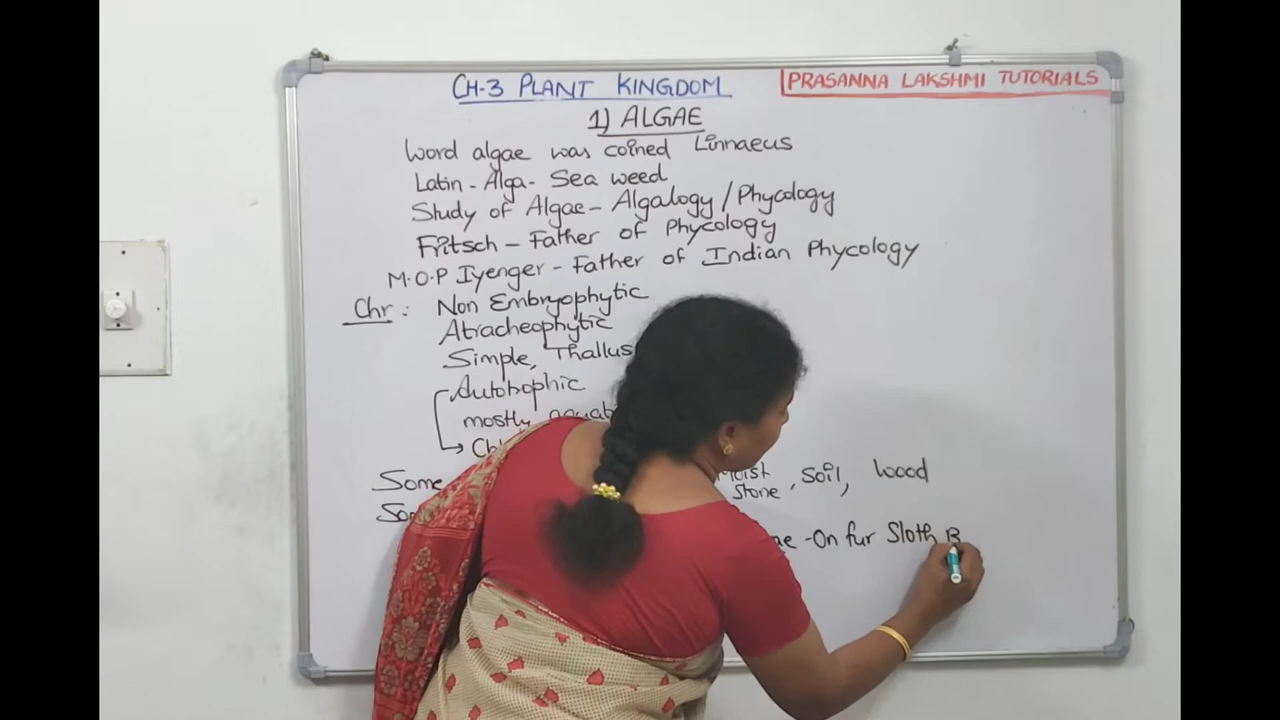 CH-3 PLANT KINGDOM
PRASANNA LAKSHMI TUTORIALS
1) ALGAE
Word algae was coined Linnaeus
Latin - Alga - Sea weed
Study of Algae - Algalogy / Phycology
Fritsch - Father of Phycology
M.O.P Iyenger - Father of Indian Phycology
Chr : Non Embryophytic
Atracheophytic
Simple, Thallus
Autotrophic
mostly
Some Moist Stone, Soil, Wood
- On fur Sloth B